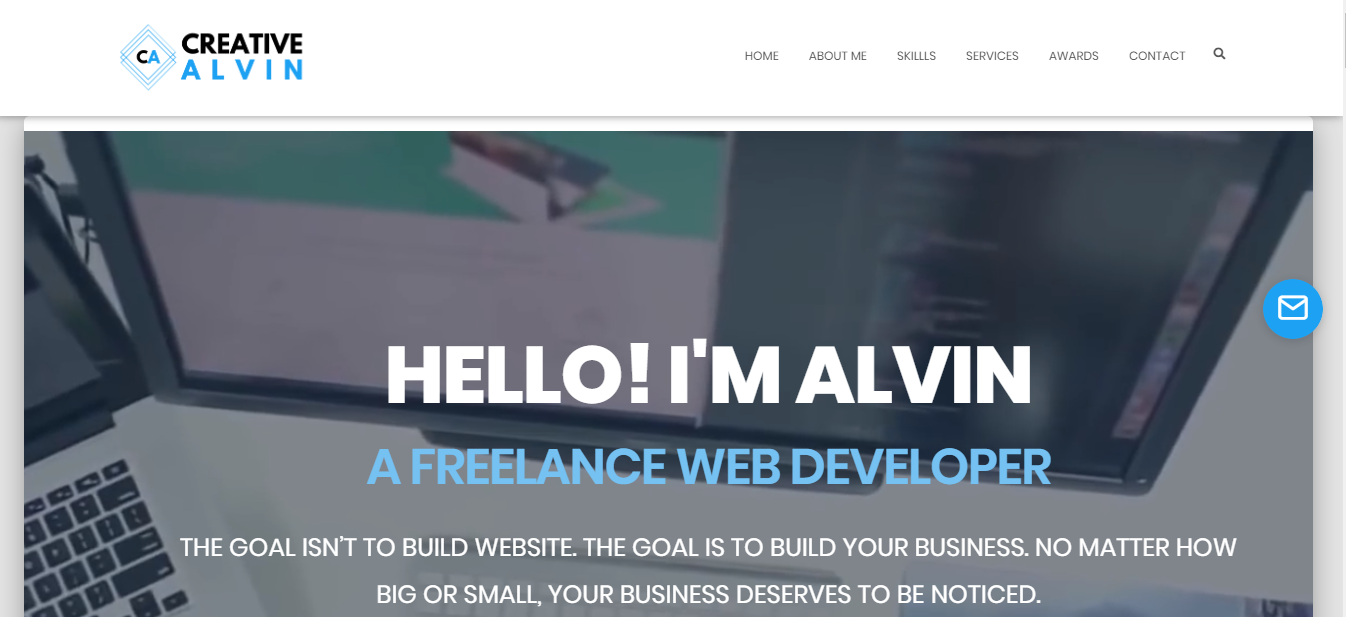 CA CREATIVE
ALVIN
HOME ABOUT ME SKILLLS SERVICES AWARDS CONTACT
HELLO! I'M ALVIN
A FREELANCE WEB DEVELOPER
THE GOAL ISN’T TO BUILD WEBSITE. THE GOAL IS TO BUILD YOUR BUSINESS. NO MATTER HOW
BIG OR SMALL, YOUR BUSINESS DESERVES TO BE NOTICED.